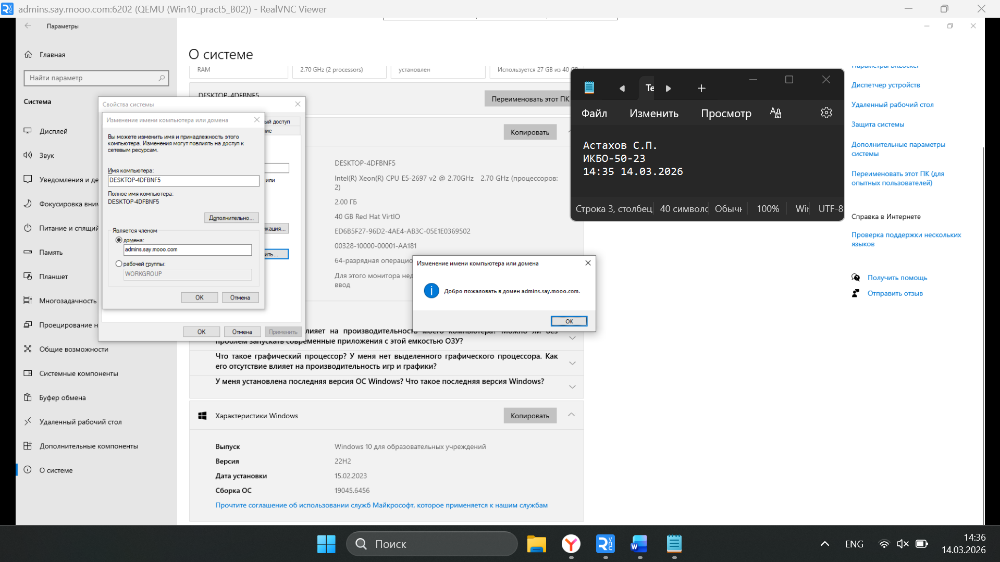 admins.say.mooo.com:6202 (QEMU (Win10_pract5_B02)) - RealVNC Viewer
Параметры
Главная
Найти параметр
Система
Дисплей
Звук
Уведомления и де
Фокусировка вним
Питание и спящий
Память
Планшет
Многозадачность
Проецирование н
Общие возможности
Системные компоненты
Буфер обмена
Удаленный рабочий стол
Дополнительные компоненты
О системе
О системе
RAM
2.70 GHz (2 processors)
установлен
Используется 27 GB из 40 GB
DESKTOP-4DFBNF5
Переименовать этот ПК
Копировать
DESKTOP-4DFBNF5
Intel(R) Xeon(R) CPU E5-2697 v2 @ 2.70GHz 2.70 GHz (процессоров:
2)
2,00 ГБ
40 GB Red Hat VirtIO
ED6B5F27-96D2-4AE4-AB3C-05E1E0369502
00328-10000-00001-AA181
64-разрядная операцио
Для этого монитора нед
ввод
лияет на производительность моего компьютера? Можно ли без
проблем запускать современные приложения с этой емкостью ОЗУ?
Что такое графический процессор? У меня нет выделенного графического процессора. Как
его отсутствие влияет на производительность игр и графики?
У меня установлена последняя версия ОС Windows? Что такое последняя версия Windows?
Характеристики Windows
Копировать
Выпуск Windows 10 для образовательных учреждений
Версия 22H2
Дата установки 15.02.2023
Сборка ОС 19045.6456
Прочтите соглашение об использовании служб Майкрософт, которое применяется к нашим службам
Свойства системы
ый доступ
ние
или
икация...
ить...
ОК
Отмена
Применить
Изменение имени компьютера или домена
Вы можете изменить имя и принадлежность этого
компьютера. Изменения могут повлиять на доступ к
сетевым ресурсам.
Имя компьютера:
DESKTOP-4DFBNF5
Полное имя компьютера:
DESKTOP-4DFBNF5
Дополнительно...
Является членом
домена:
admins.say.mooo.com
рабочей группы:
WORKGROUP
ОК
Отмена
Изменение имени компьютера или домена
Добро пожаловать в домен admins.say.mooo.com.
ОК
Те
Файл
Изменить
Просмотр
Астахов С.П.
ИКБО-50-23
14:35 14.03.2026
Строка 3, столбец
40 символо
Обычн
100%
Wir
UTF-8
Параметры BitLocker
Диспетчер устройств
Удаленный рабочий стол
Защита системы
Дополнительные параметры
системы
Переименовать этот ПК (для
опытных пользователей)
Справка в Интернете
Проверка поддержки нескольких
языков
Получить помощь
Отправить отзыв
Поиск
ENG
14:36
14.03.2026